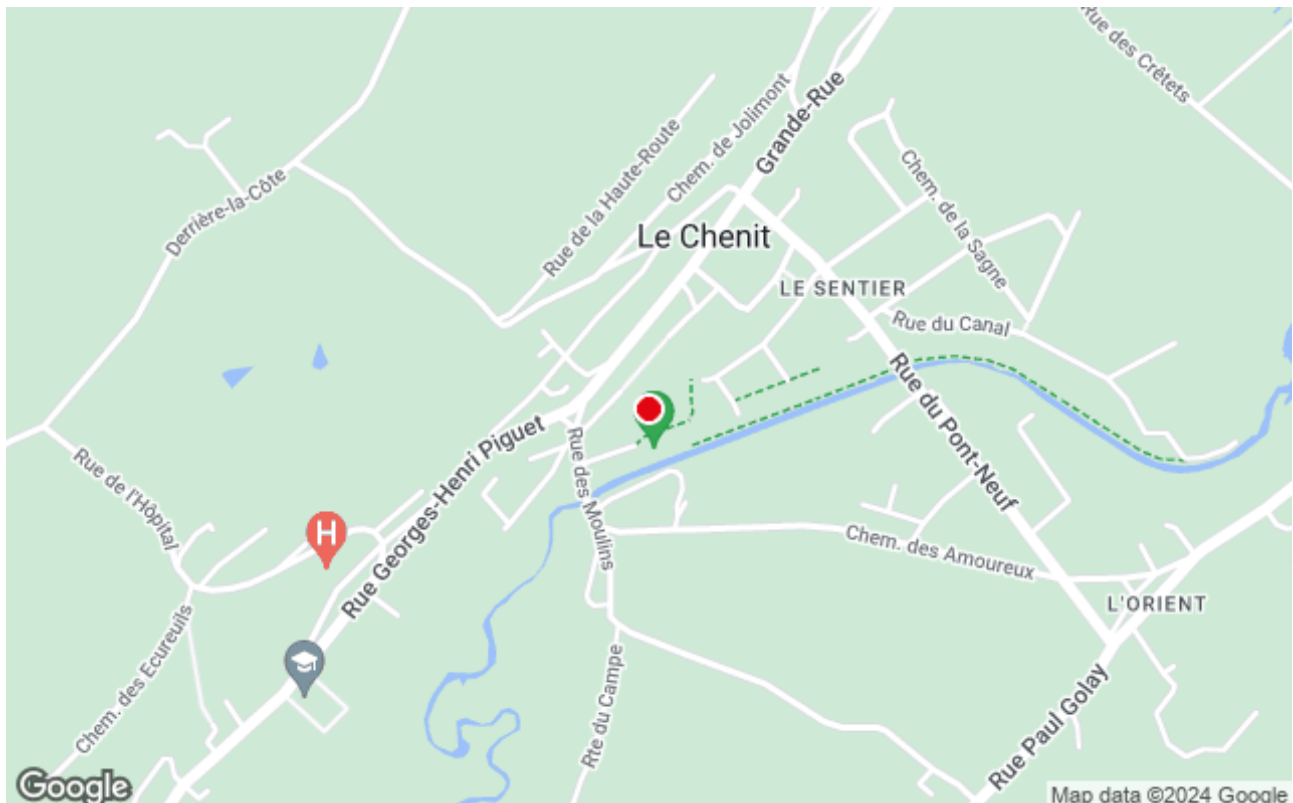 Rue des Crêtets
Chem. de Jolimont
Grande-Rue
Rue de la Haute-Route
Derrière-la-Côte
Chem. de la Sagne
Le Chenit
LE SENTIER
Rue du Canal
Rue du Pont-Neuf
Rue Georges-Henri Piguet
Rue des Moulins
Rue de l'Hôpital
H
Chem. des Amoureux
L'ORIENT
Chem. des Ecureuils
Rte du Campe
Rue Paul Golay
Google
Map data ©2024 Google